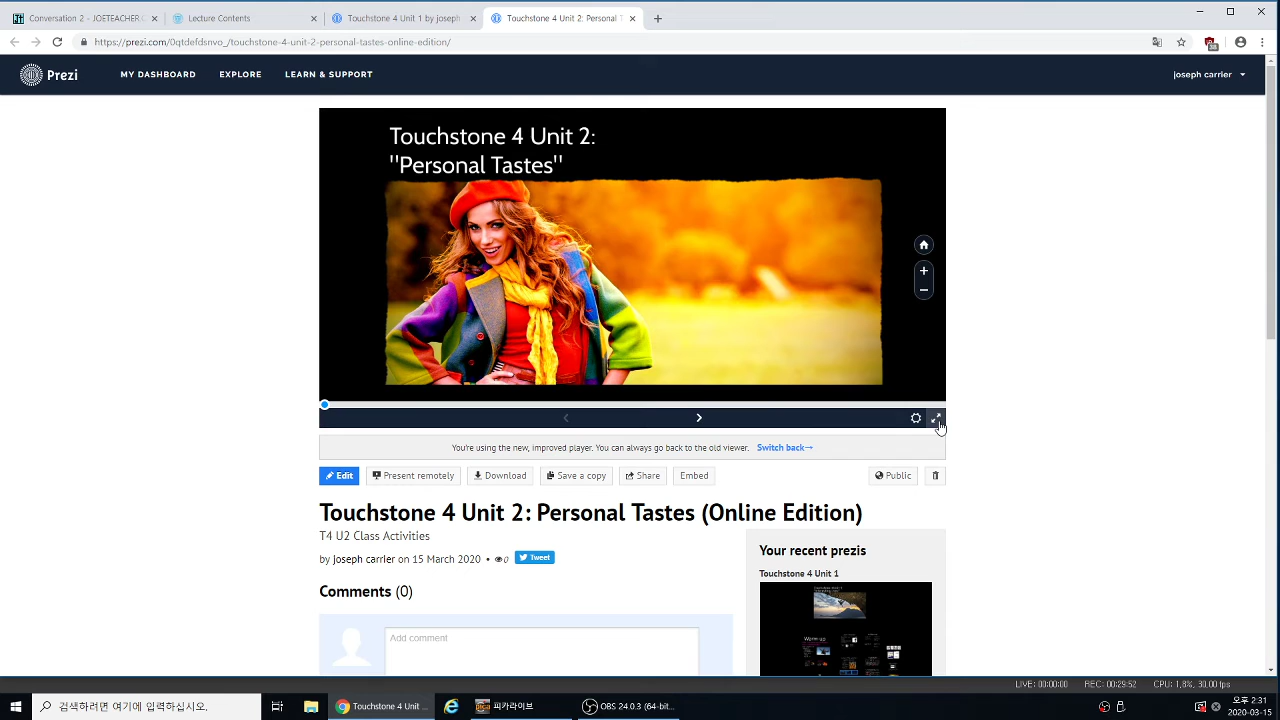 Conversation 2 - JOETEACHER C
Lecture Contents
Touchstone 4 Unit 1 by joseph
Touchstone 4 Unit 2: Personal T
https://prezi.com/0qtdefdsnvo_/touchstone-4-unit-2-personal-tastes-online-edition/
Prezi
MY DASHBOARD
EXPLORE
LEARN & SUPPORT
joseph carrier
Touchstone 4 Unit 2:
"Personal Tastes"
You're using the new, improved player. You can always go back to the old viewer. Switch back→
Edit
Present remotely
Download
Save a copy
Share
Embed
Public
Touchstone 4 Unit 2: Personal Tastes (Online Edition)
T4 U2 Class Activities
by joseph carrier on 15 March 2020 • 0
Tweet
Your recent prezis
Touchstone 4 Unit 1
Comments (0)
Add comment
LIVE: 00:00:00
REC: 00:29:52
CPU: 1,8%, 30,00 fps
검색하려면 여기에 입력하십시오.
Touchstone 4 Unit ...
피카라이브
OBS 24.0.3 (64-bit...
오후 2:31
2020-03-15